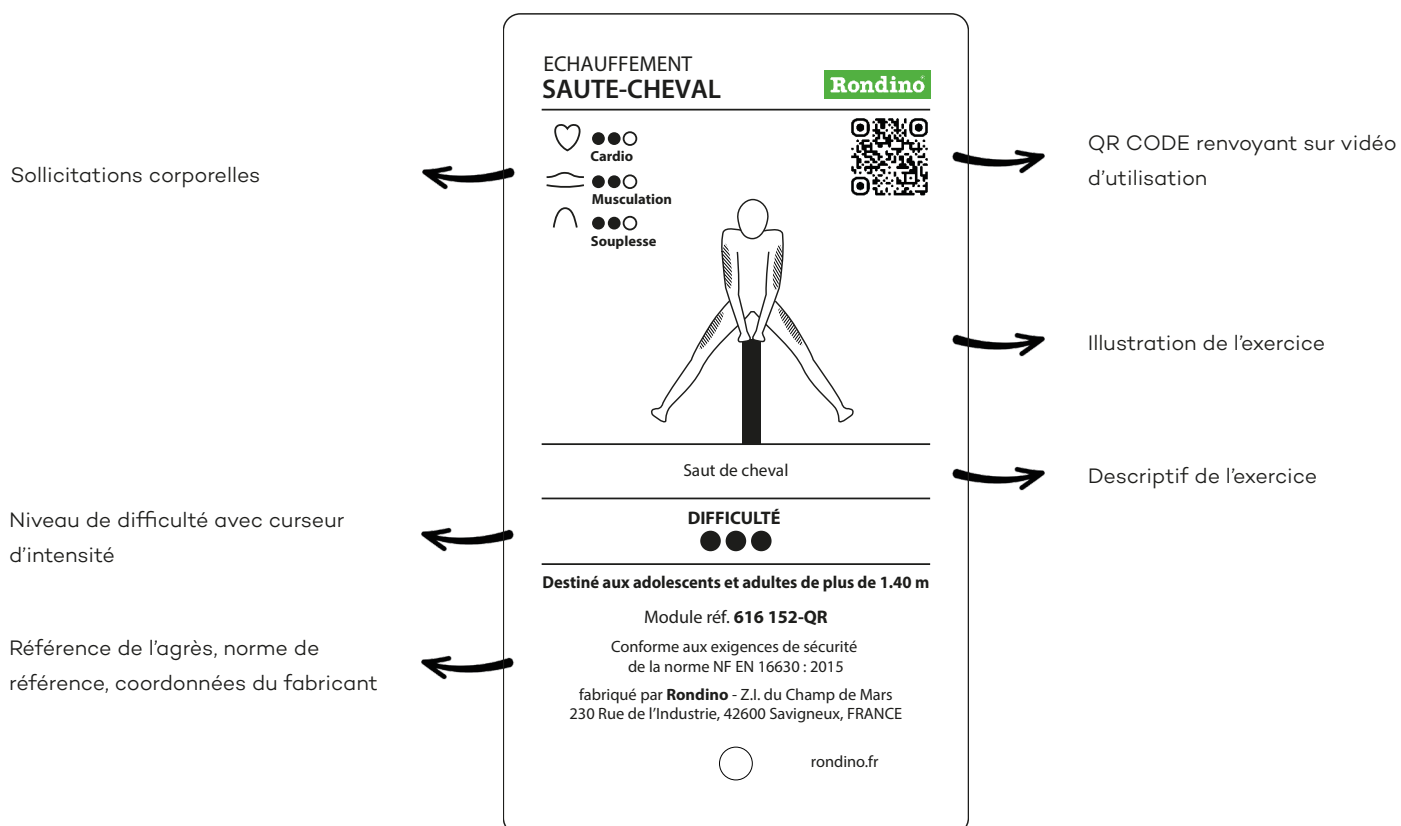 ECHAUFFEMENT
SAUTE-CHEVAL
Rondino
Cardio
Musculation
Souplesse
Saut de cheval
DIFFICULTÉ
Destiné aux adolescents et adultes de plus de 1.40 m
Module réf. 616 152-QR
Conforme aux exigences de sécurité
de la norme NF EN 16630 : 2015
fabriqué par Rondino - Z.I. du Champ de Mars
230 Rue de l'Industrie, 42600 Savigneux, FRANCE
rondino.fr
Sollicitations corporelles
Niveau de difficulté avec curseur
d'intensité
Référence de l'agrès, norme de
référence, coordonnées du fabricant
QR CODE renvoyant sur vidéo
d'utilisation
Illustration de l'exercice
Descriptif de l'exercice